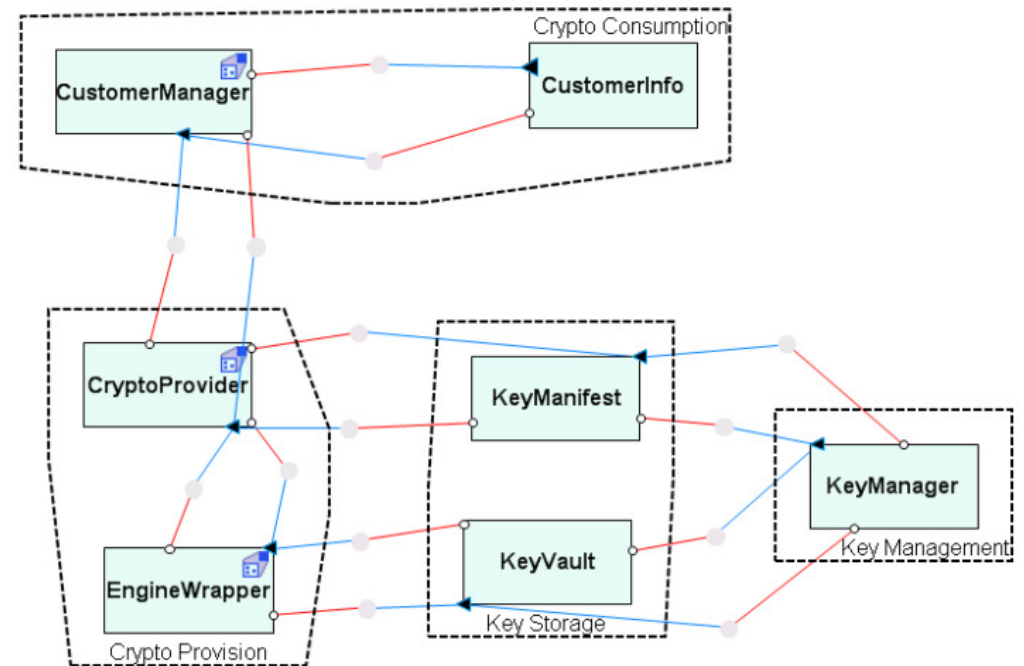 Crypto Consumption
CustomerManager
CustomerInfo
CryptoProvider
KeyManifest
KeyManager
Key Management
KeyVault
EngineWrapper
Key Storage
Crypto Provision